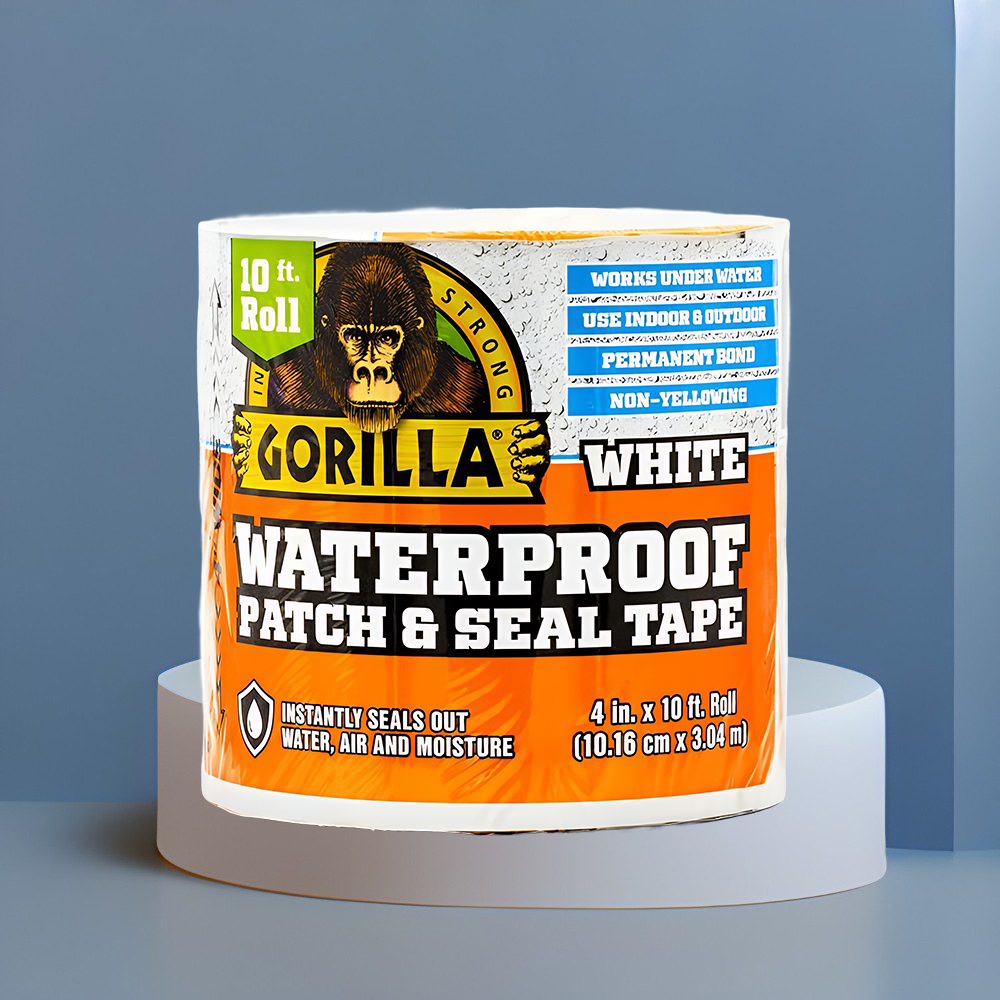 10 ft.
Roll
IN
STRONG
GORILLA®
WORKS UNDER WATER
USE INDOOR & OUTDOOR
PERMANENT BOND
NON-YELLOWING
WHITE
WATERPROOF
PATCH & SEAL TAPE
INSTANTLY SEALS OUT
WATER, AIR AND MOISTURE
4 in. x 10 ft. Roll
(10.16 cm x 3.04 m)